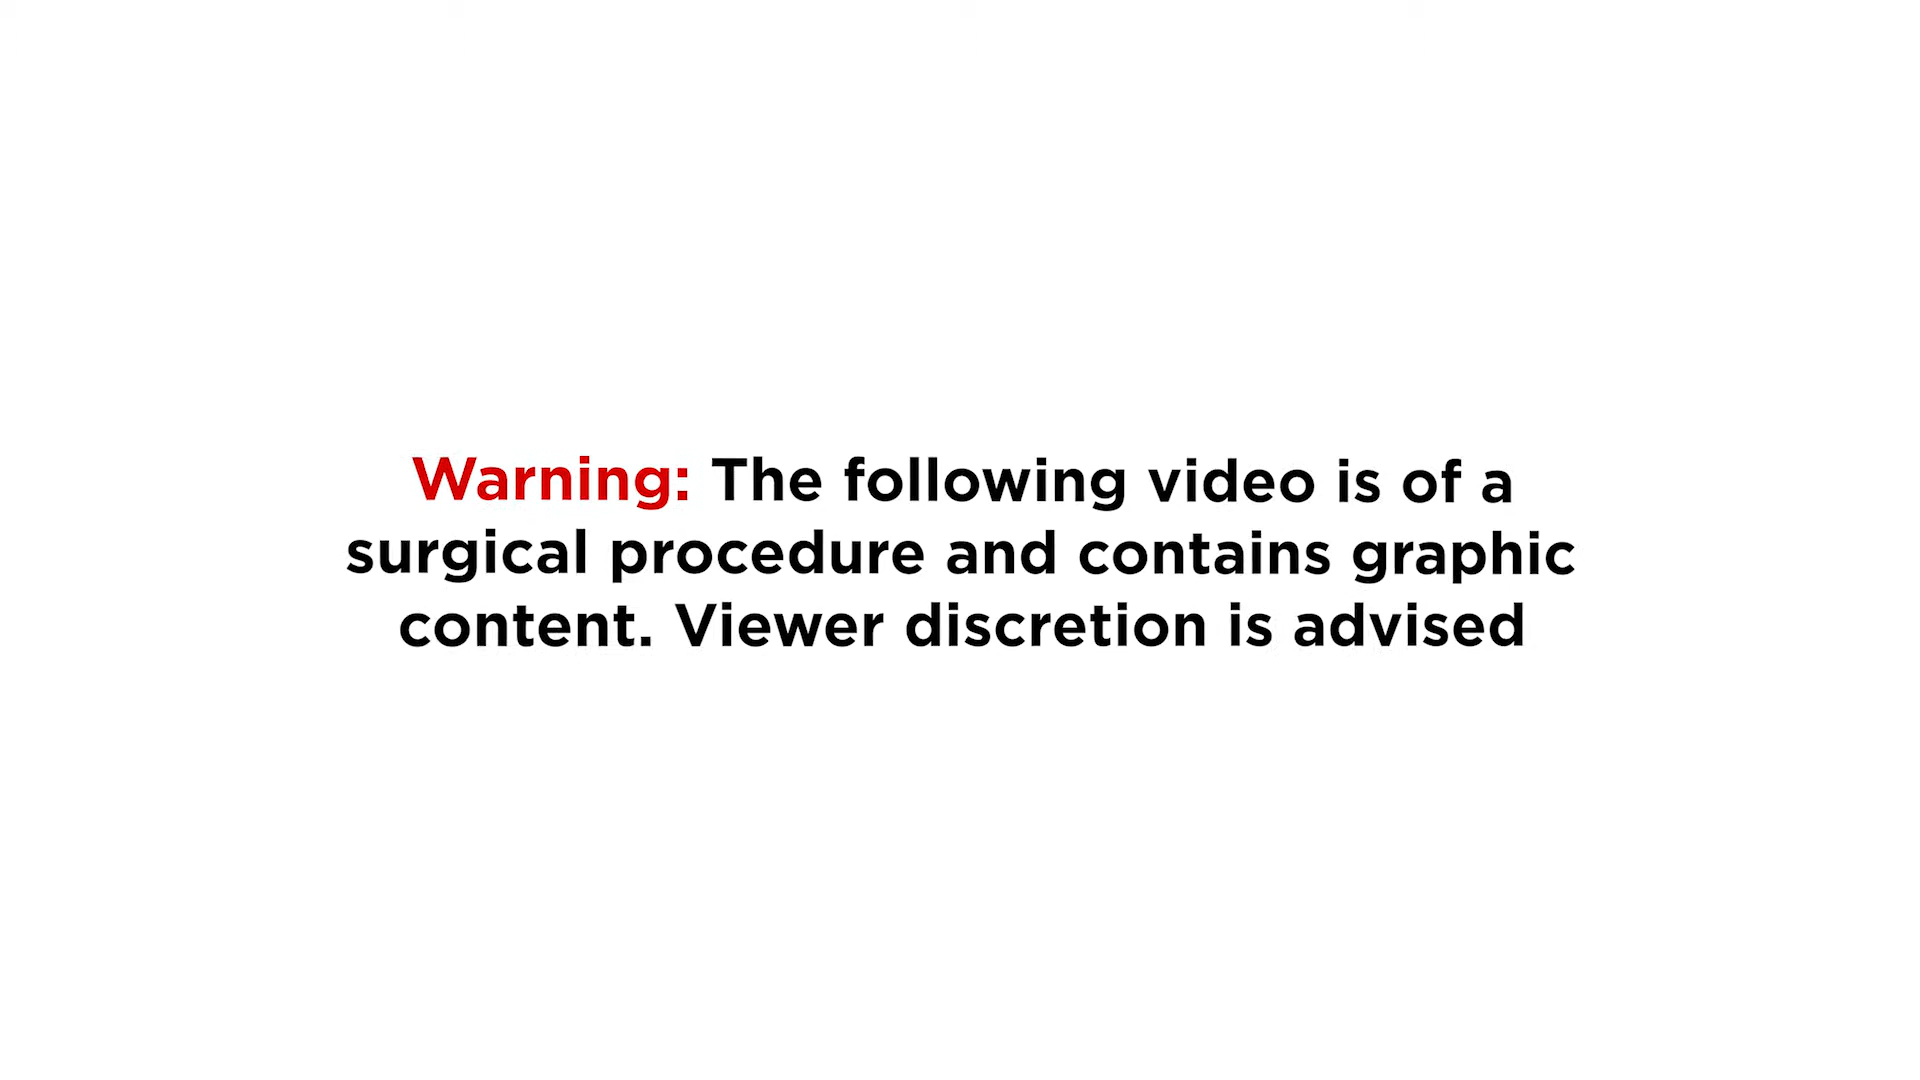 Warning: The following video is of a
surgical procedure and contains graphic
content. Viewer discretion is advised